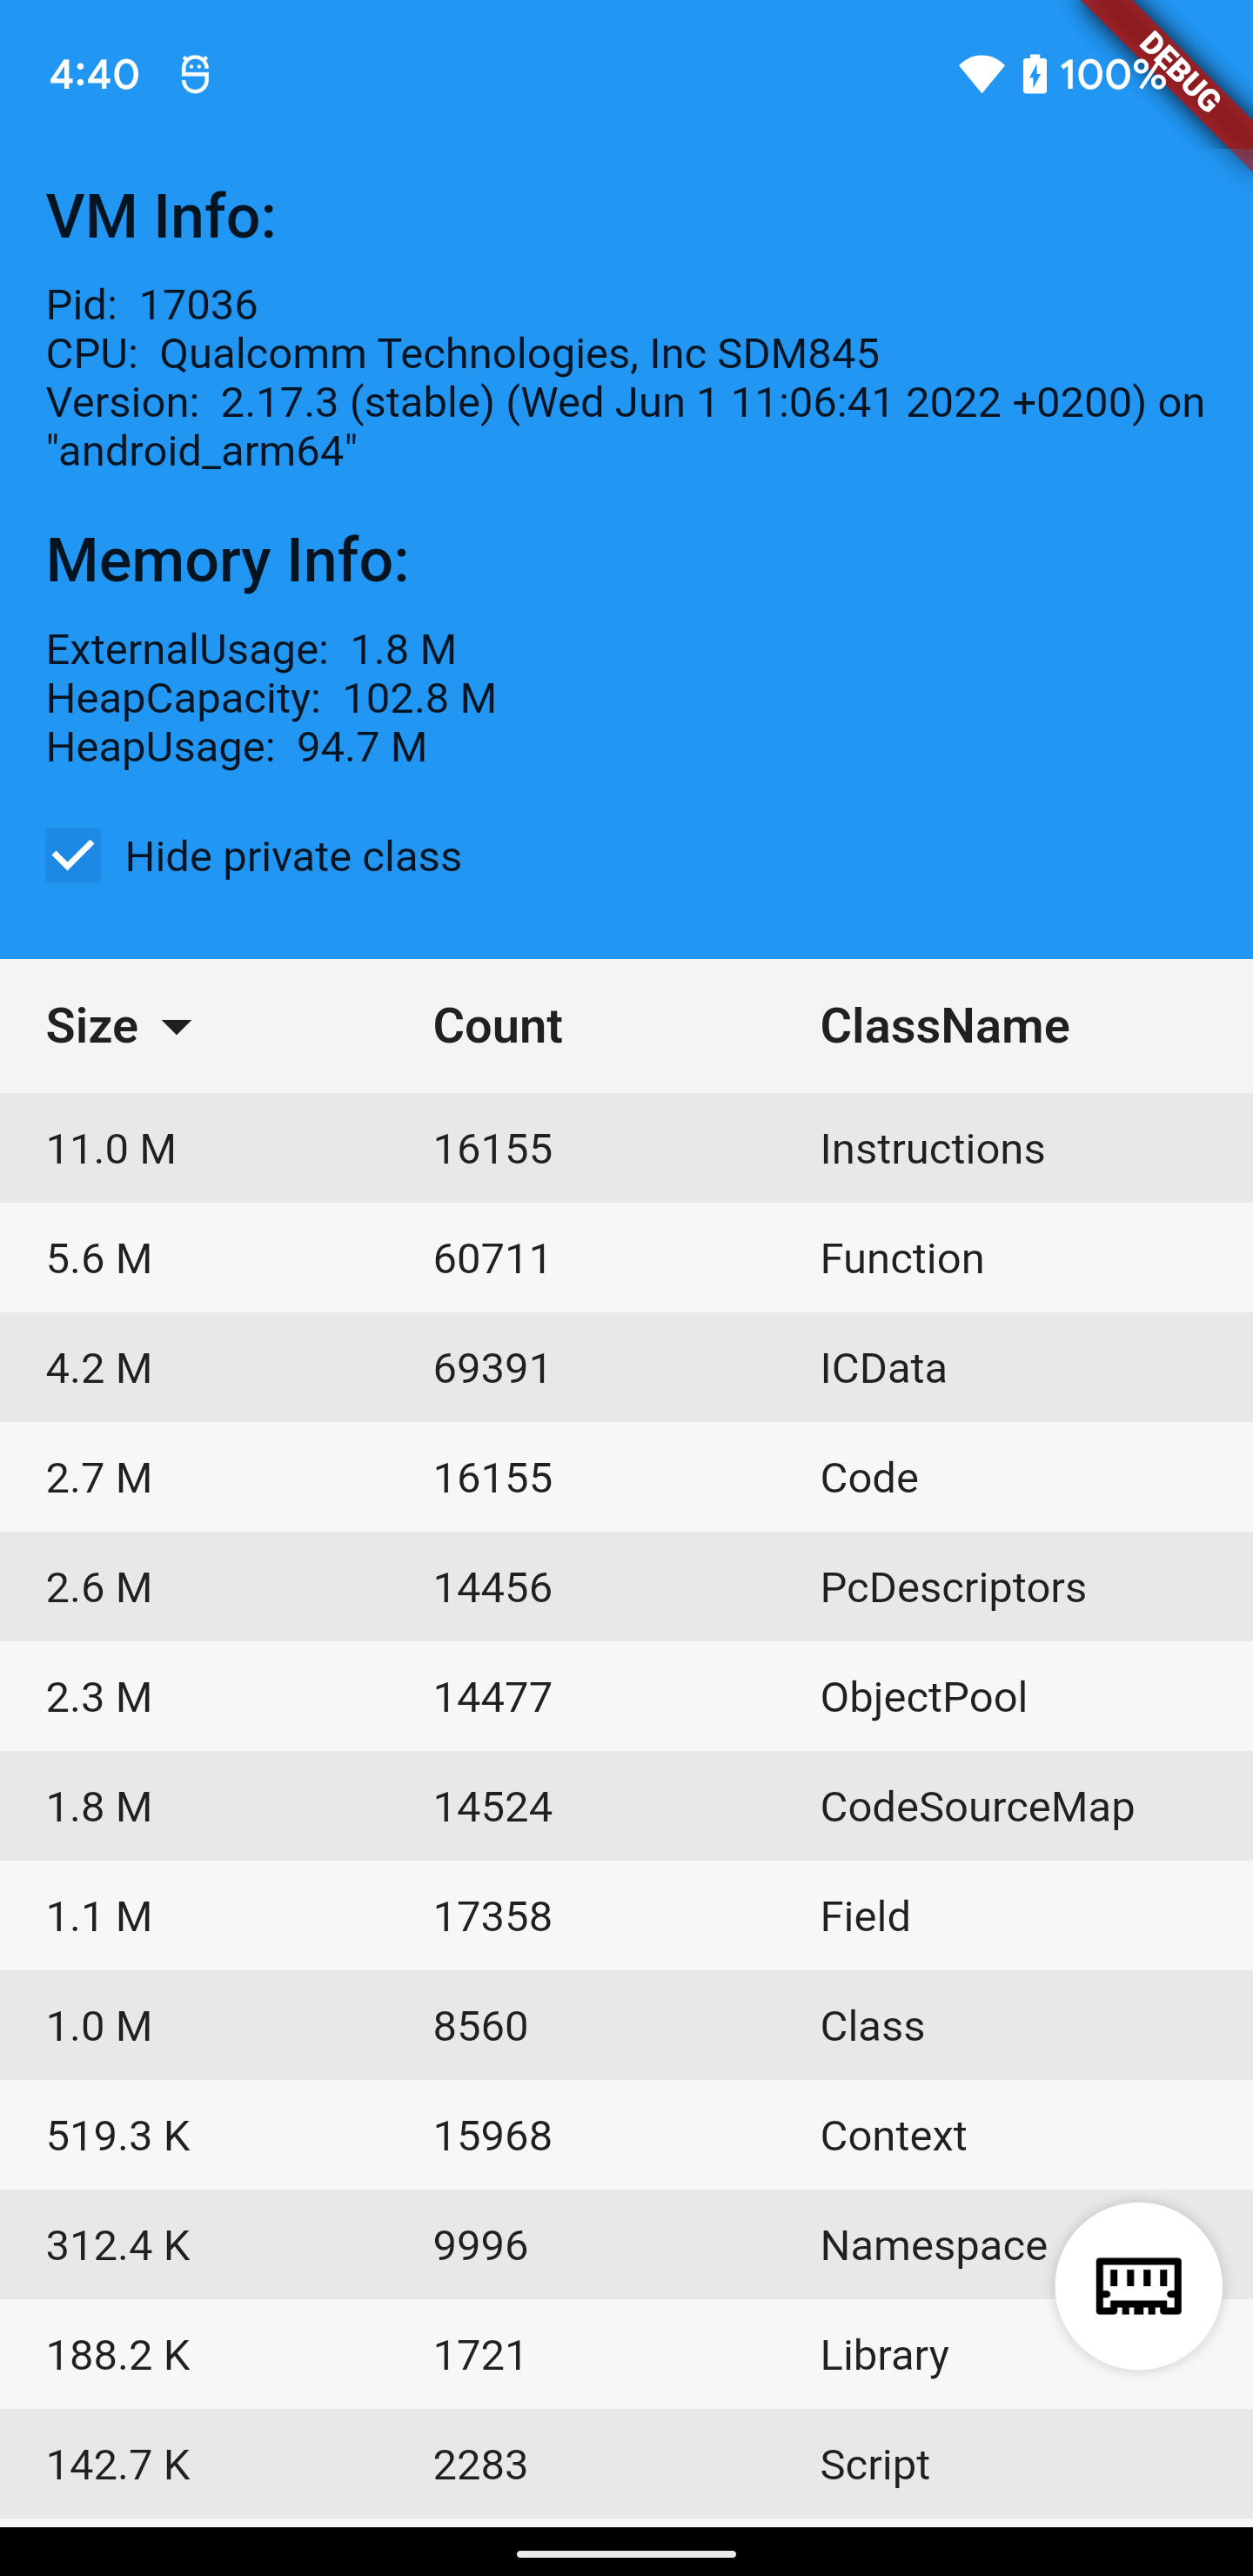 4:40 100%
DEBUG
VM Info:
Pid: 17036
CPU: Qualcomm Technologies, Inc SDM845
Version: 2.17.3 (stable) (Wed Jun 1 11:06:41 2022 +0200) on
"android_arm64"
Memory Info:
ExternalUsage: 1.8 M
HeapCapacity: 102.8 M
HeapUsage: 94.7 M
Hide private class
Size Count ClassName
11.0 M 16155 Instructions
5.6 M 60711 Function
4.2 M 69391 ICData
2.7 M 16155 Code
2.6 M 14456 PcDescriptors
2.3 M 14477 ObjectPool
1.8 M 14524 CodeSourceMap
1.1 M 17358 Field
1.0 M 8560 Class
519.3 K 15968 Context
312.4 K 9996 Namespace
188.2 K 1721 Library
142.7 K 2283 Script